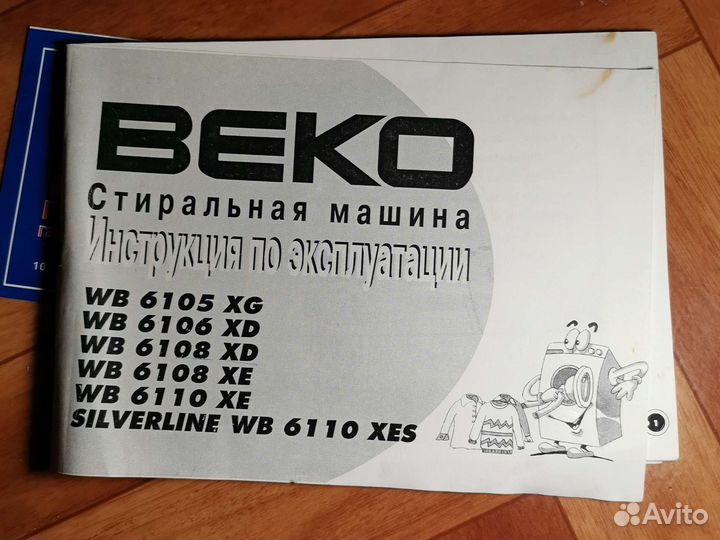 BEKO
Стиральная машина
Инструкция по эксплуатации
WB 6105 XG
WB 6106 XD
WB 6108 XD
WB 6108 XE
WB 6110 XE
SILVERLINE WB 6110 XES
10
Avito